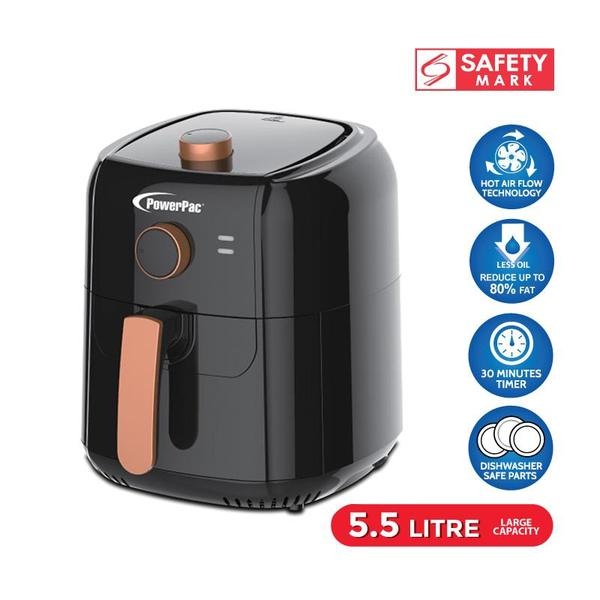 SAFETY
MARK
PowerPac
HOT AIR FLOW
TECHNOLOGY
LESS OIL
REDUCE UP TO
80% FAT
30 MINUTES
TIMER
DISHWASHER
SAFE PARTS
5.5 LITRE
LARGE
CAPACITY